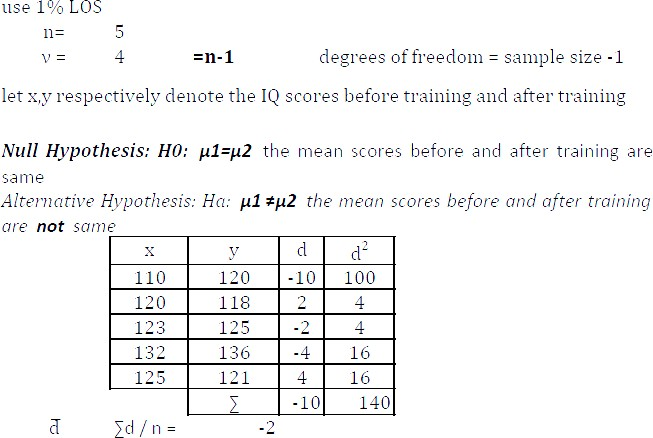 use 1% LOS
n= 5
ν = 4 =n-1 degrees of freedom = sample size -1
let x,y respectively denote the IQ scores before training and after training
Null Hypothesis: H0: μ1=μ2 the mean scores before and after training are
same
Alternative Hypothesis: Ha: μ1≠μ2 the mean scores before and after training
are not same
x y d d²
110 120 -10 100
120 118 2 4
123 125 -2 4
132 136 -4 16
125 121 4 16
∑ -10 140
d̅ ∑d / n = -2